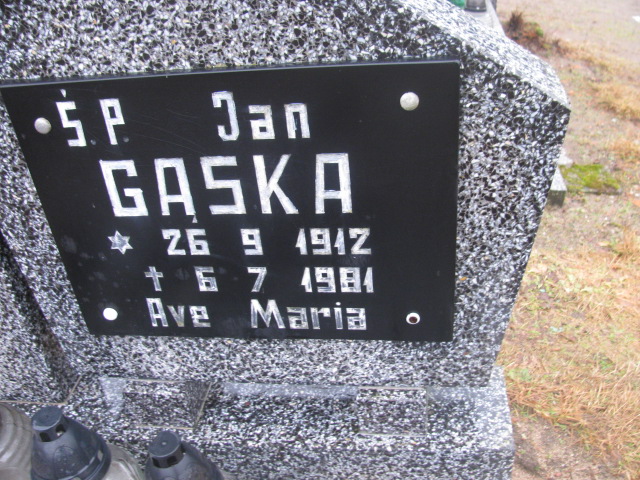 Ś P. Jan
GĄSKA
✡ 26 9 1912
† 6 7 1981
Ave Maria